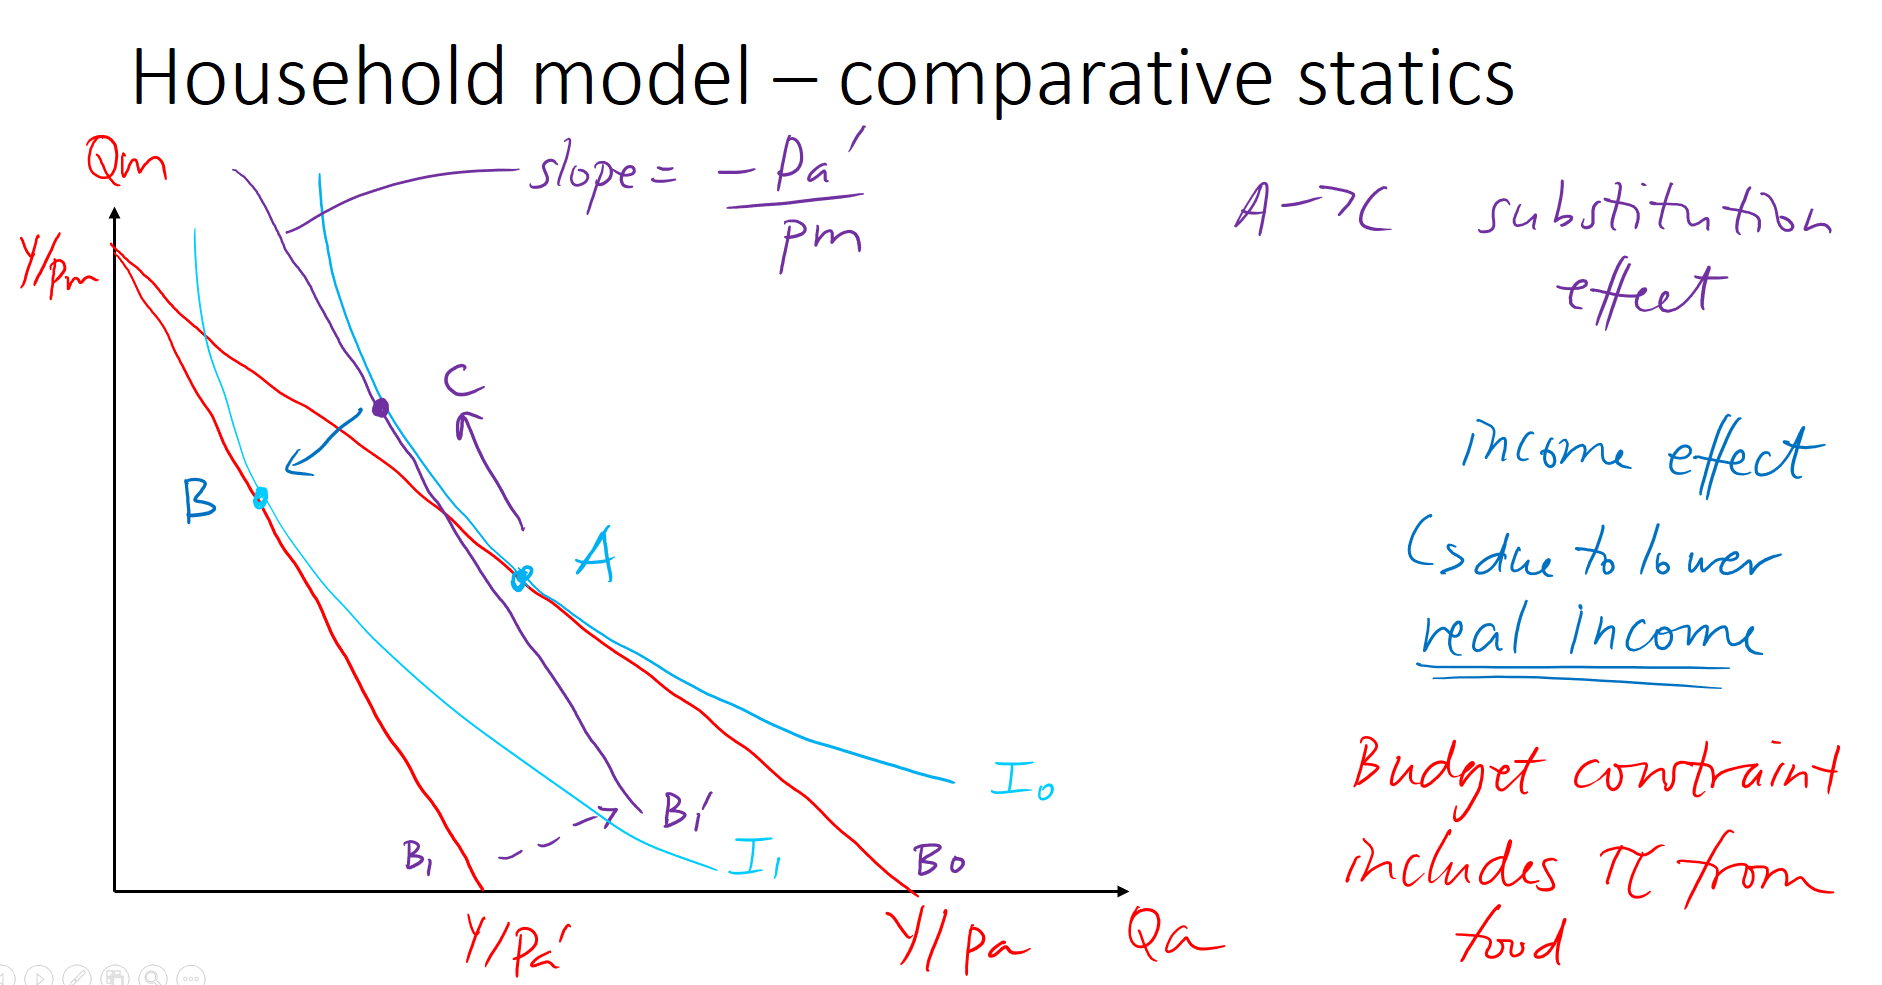 Household model – comparative statics
Qm
slope = - Pa'
pm
A→C substitution
effect
Y/pm
C
income effect
B
A
(s due to lower
real income
Budget constraint
I0
B1'
B1
I1
B0
includes π from
food
Y/Pa'
Y/pa
Qa